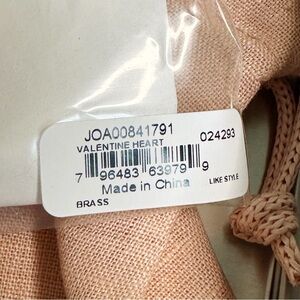 JOA00841791
VALENTINE HEART 024293
7 96483 63979 9
Made in China
LIKE STYLE
BRASS